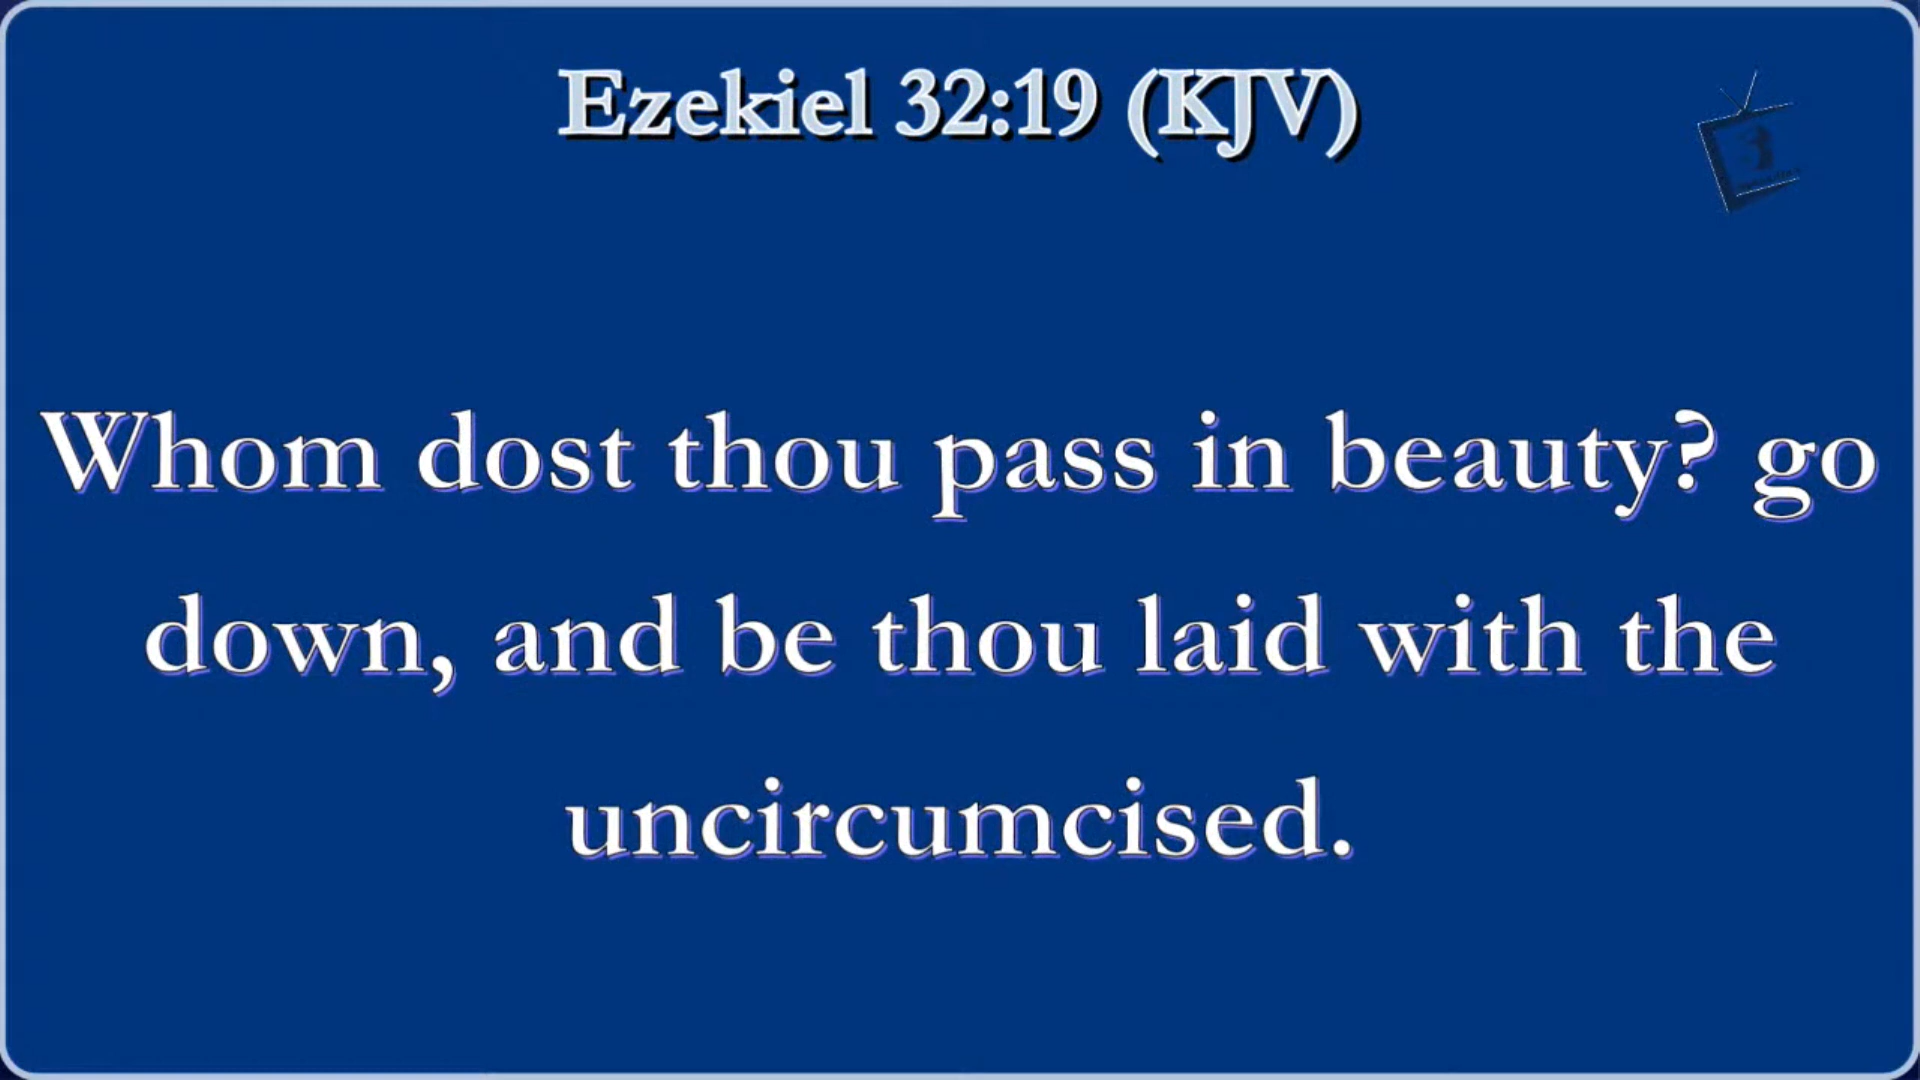 Ezekiel 32:19 (KJV)
Whom dost thou pass in beauty? go
down, and be thou laid with the
uncircumcised.